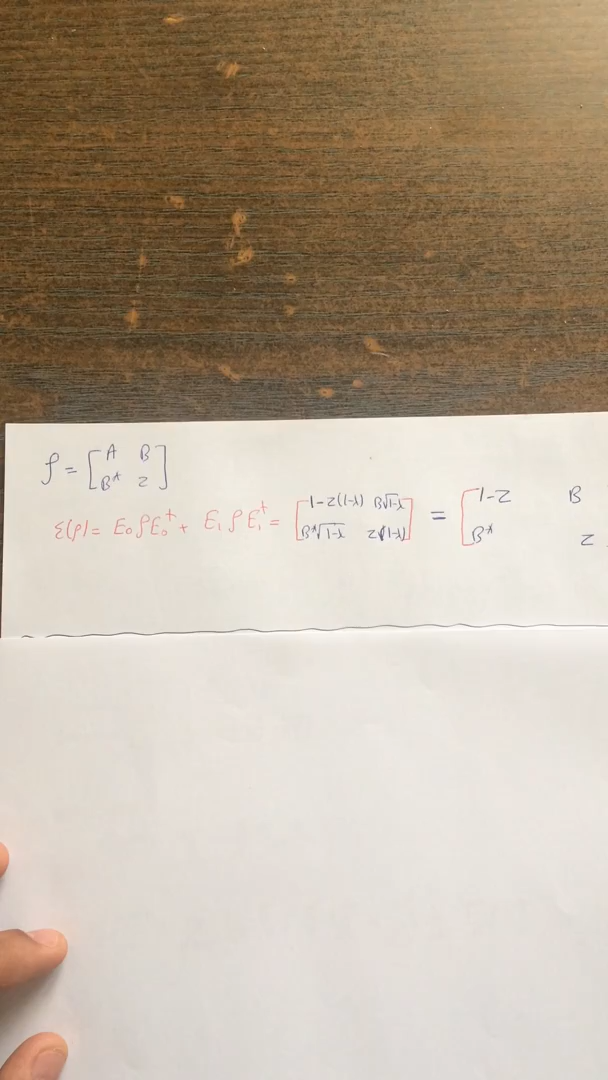 ρ = [A B; B* z]
ε(ρ) = E₀ρE₀† + E₁ρE₁† = [1-z(1-λ) B√1-λ; B*√1-λ z(1-λ)] = [1-z B; B* z